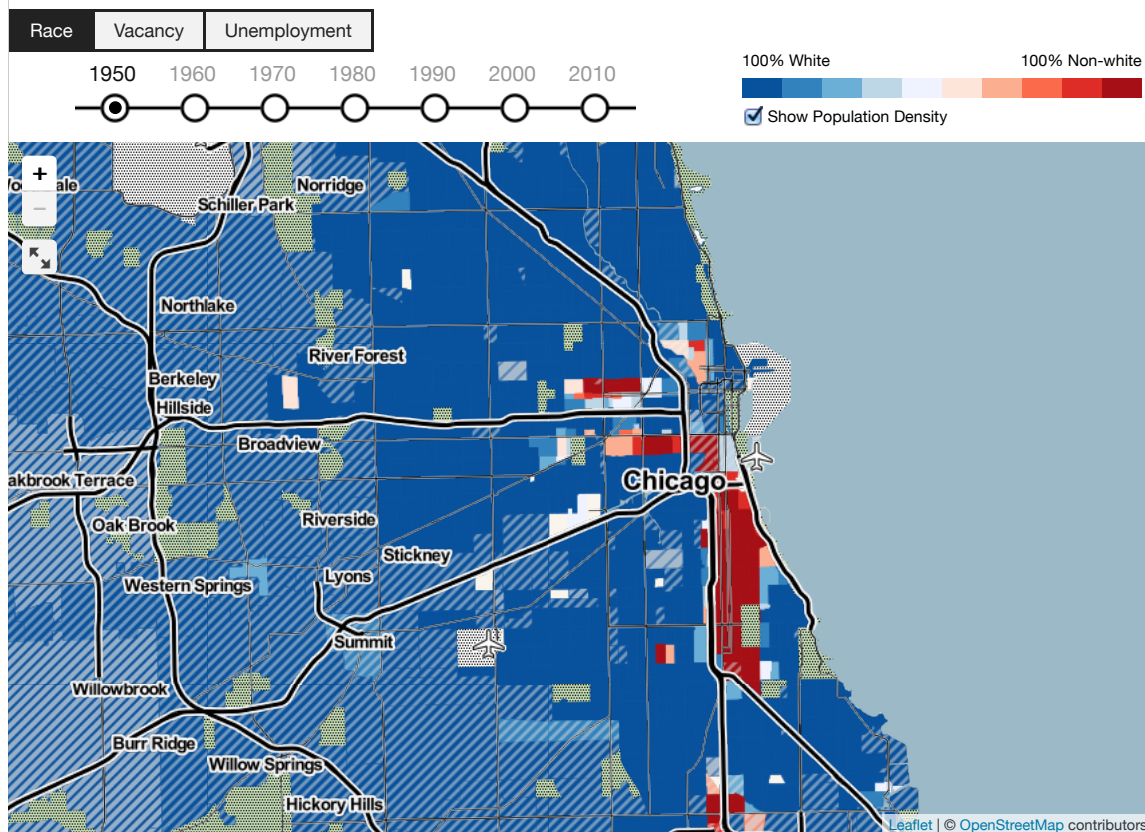 Race Vacancy Unemployment
1950 1960 1970 1980 1990 2000 2010
100% White 100% Non-white
Show Population Density
+
−
Norridge
Schiller Park
Northlake
River Forest
Berkeley
Hillside
Broadview
akbrook Terrace
Chicago
Oak Brook
Riverside
Stickney
Lyons
Western Springs
Summit
Willowbrook
Burr Ridge
Willow Springs
Hickory Hills
Leaflet | © OpenStreetMap contributors